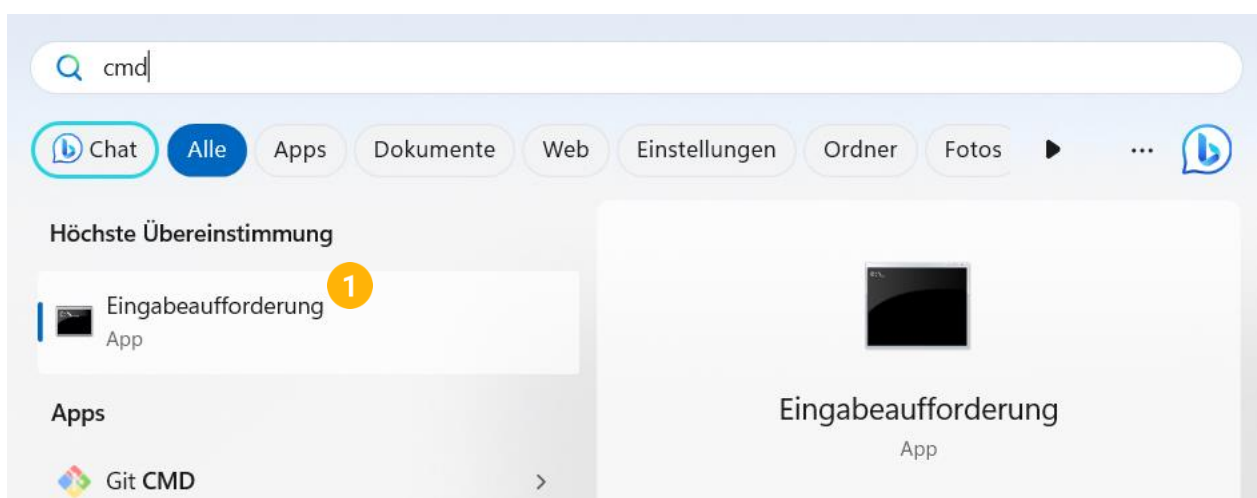 cmd
Chat Alle Apps Dokumente Web Einstellungen Ordner Fotos ...
Höchste Übereinstimmung
1
Eingabeaufforderung
App
Apps
Git CMD
Eingabeaufforderung
App